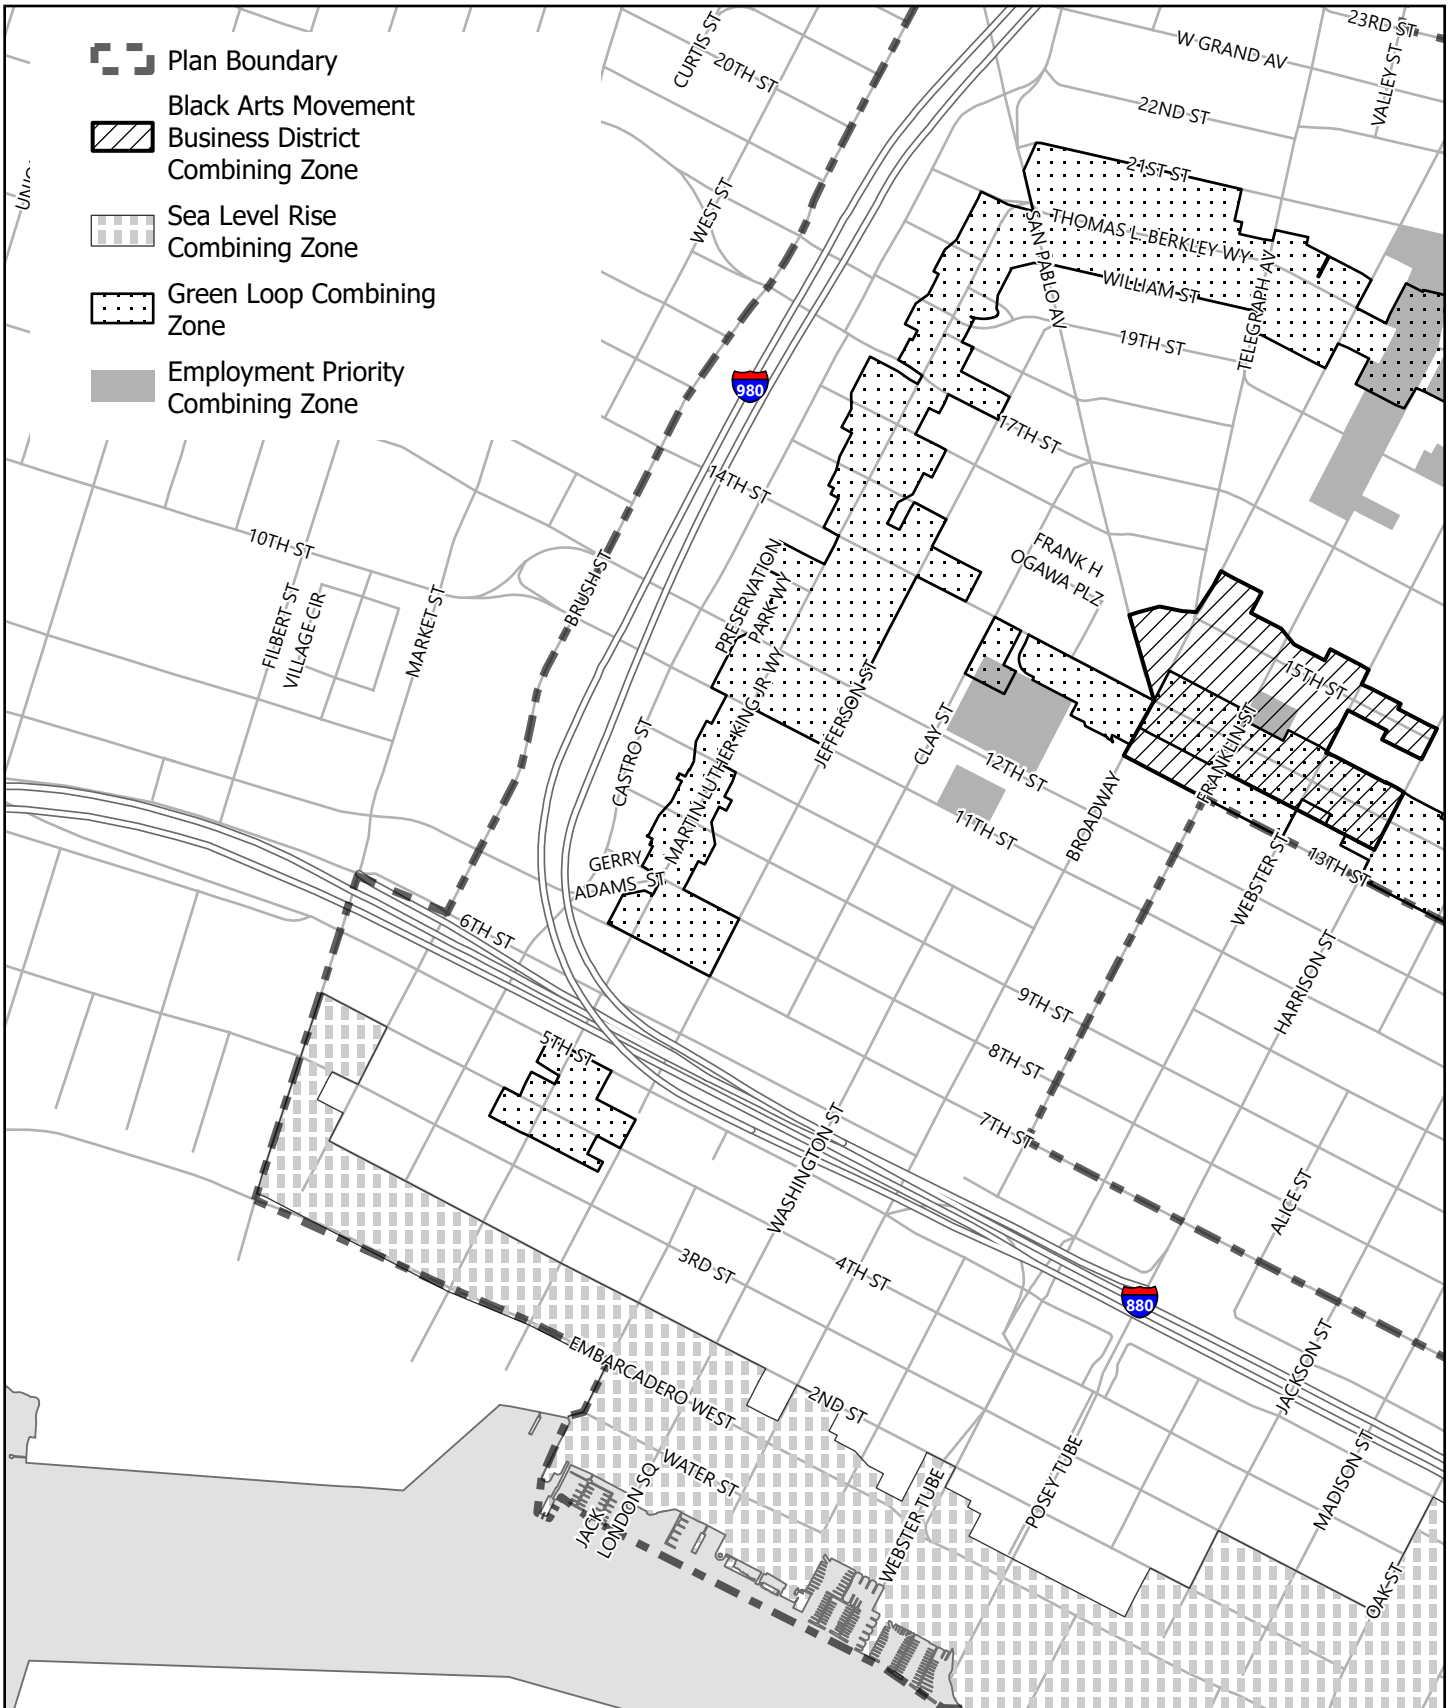 Plan Boundary
Black Arts Movement
Business District
Combining Zone
Sea Level Rise
Combining Zone
Green Loop Combining
Zone
Employment Priority
Combining Zone
CURTIS ST
20TH ST
23RD ST
W GRAND AV
VALLEY ST
22ND ST
21ST ST
WEST ST
THOMAS L. BERKLEY WY
SAN PABLO AV
WILLIAM ST
TELEGRAPH AV
19TH ST
980
17TH ST
14TH ST
10TH ST
FRANK H
OGAWA PLZ
PRESERVATION
PARK WY
BRUSH ST
FILBERT ST
VILLAGE CIR
MARKET ST
15TH ST
MARTIN LUTHER KING JR WY
JEFFERSON ST
CLAY ST
FRANKLIN ST
CASTRO ST
12TH ST
BROADWAY
11TH ST
GERRY
ADAMS ST
13TH ST
WEBSTER ST
6TH ST
HARRISON ST
9TH ST
5TH ST
8TH ST
7TH ST
WASHINGTON ST
ALICE ST
3RD ST
4TH ST
880
JACKSON ST
EMBARCADERO WEST
2ND ST
MADISON ST
WATER ST
JACK
LONDON SQ
POSEY TUBE
WEBSTER TUBE
OAK ST